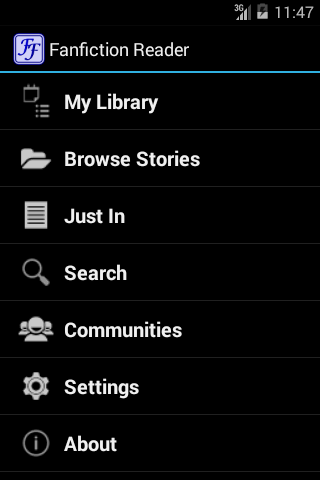 3G 11:47
FF Fanfiction Reader
My Library
Browse Stories
Just In
Search
Communities
Settings
About